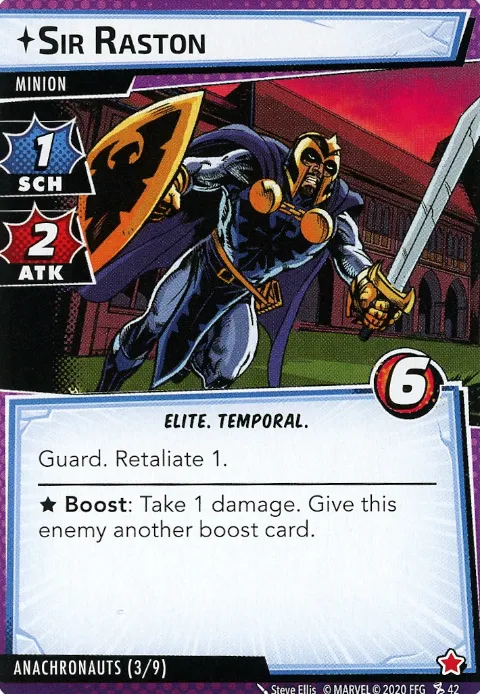 Sir Raston
Minion
1
SCH
2
ATK
6
Elite. Temporal.
Guard. Retaliate 1.
★ Boost: Take 1 damage. Give this
enemy another boost card.
Anachronauts (3/9)
Steve Ellis © MARVEL © 2020 FFG 42